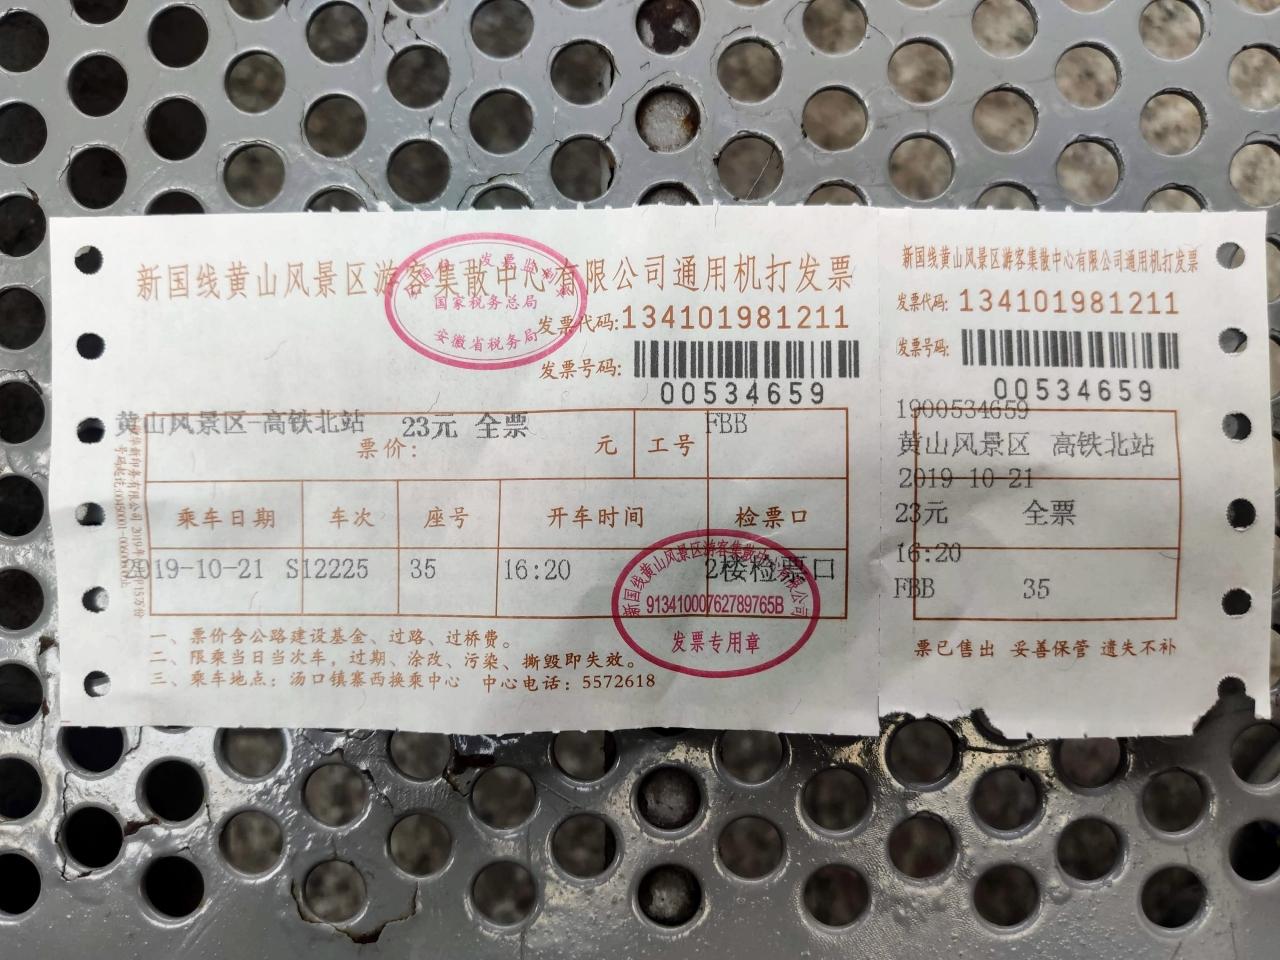 新国线黄山风景区游客集散中心有限公司通用机打发票
国家税务总局
安徽省税务局
发票代码:134101981211
发票号码:
00534659
黄山风景区-高铁北站 23元 全票 FBB
票价: 元 工号
乘车日期 车次 座号 开车时间 检票口
2019-10-21 S12225 35 16:20 2楼检票口
新国线黄山风景区游客集散中心有限公司
91341000762789765B
发票专用章
一、票价含公路建设基金、过路、过桥费。
二、限乘当日当次车，过期、涂改、污染、撕毁即失效。
三、乘车地点：汤口镇寨西换乘中心 中心电话：5572618
新国线黄山风景区游客集散中心有限公司通用机打发票
发票代码: 134101981211
发票号码:
00534659
1900534659
黄山风景区 高铁北站
2019-10-21
23元 全票
16:20
FBB 35
票已售出 妥善保管 遗失不补